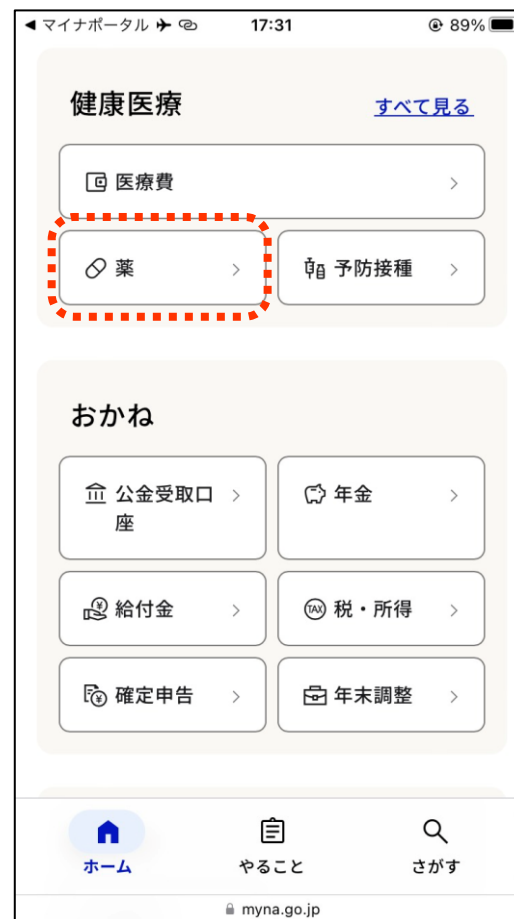 ◀ マイナポータル 17:31 89%
健康医療 すべて見る
医療費
薬 予防接種
おかね
公金受取口座 年金
給付金 税・所得
TAX
確定申告 年末調整
ホーム やること さがす
myna.go.jp